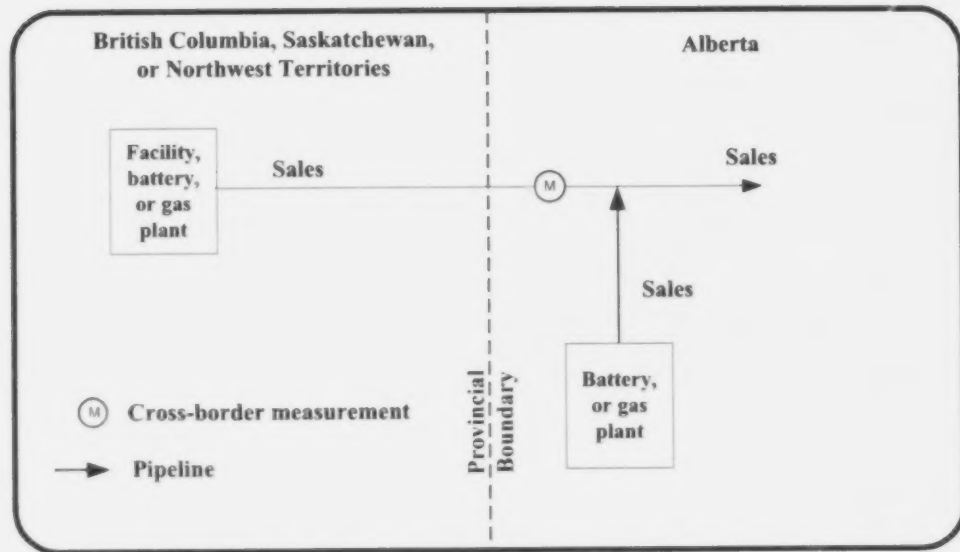 British Columbia, Saskatchewan,
or Northwest Territories
Alberta
Facility,
battery,
or gas
plant
Sales
M
Sales
Sales
Battery,
or gas
plant
Provincial
Boundary
M Cross-border measurement
Pipeline